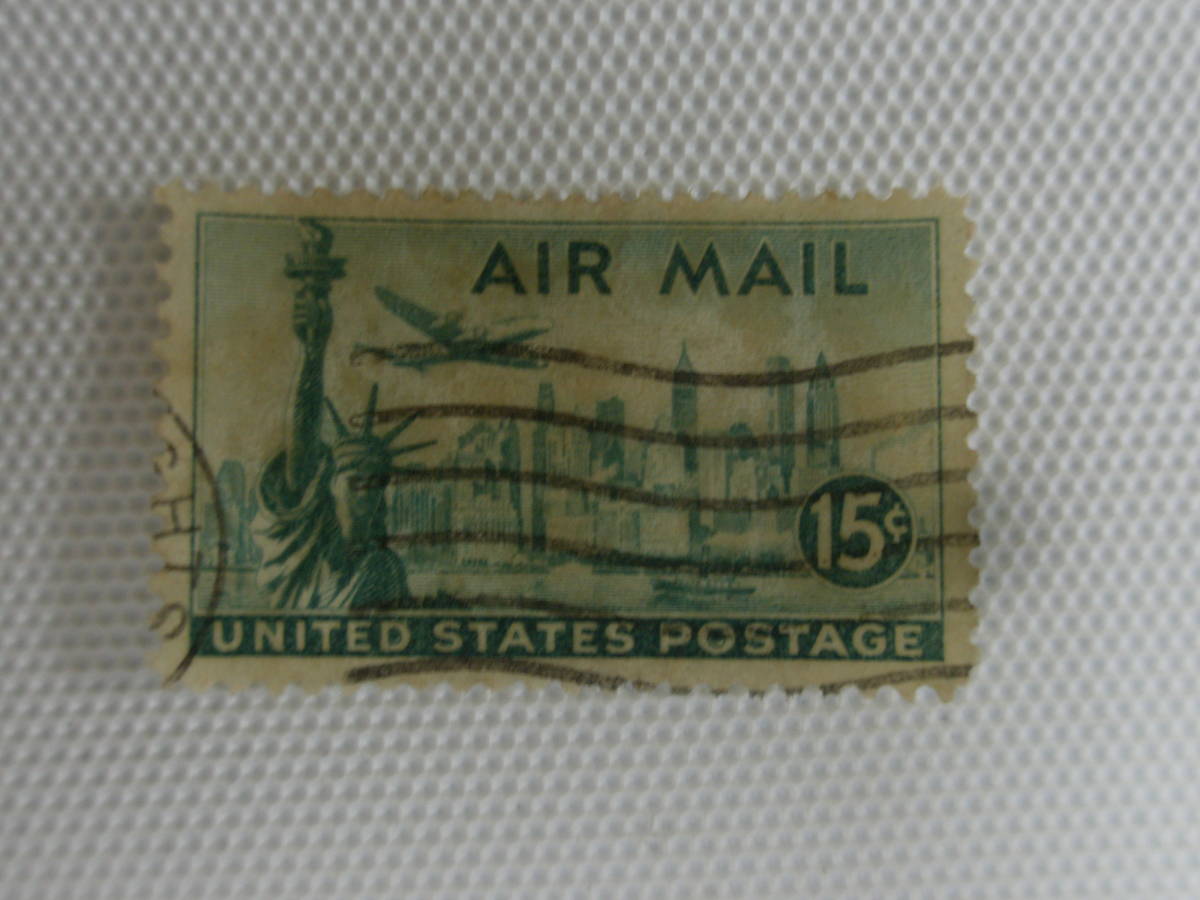 AIR MAIL
15¢
UNITED STATES POSTAGE